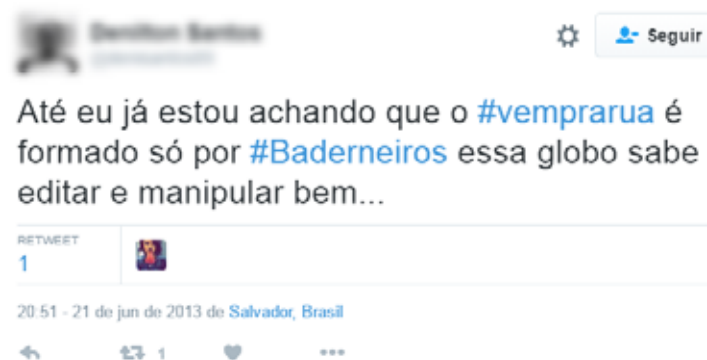 Seguir
Até eu já estou achando que o #vemprarua é
formado só por #Baderneiros essa globo sabe
editar e manipular bem...
RETWEET
1
20:51 - 21 de jun de 2013 de Salvador, Brasil
1